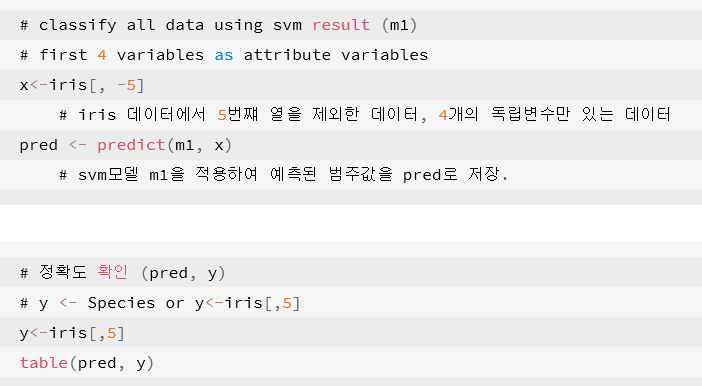 # classify all data using svm result (m1)
# first 4 variables as attribute variables
x<-iris[, -5]
# iris 데이터에서 5번쨰 열을 제외한 데이터, 4개의 독립변수만 있는 데이터
pred <- predict(m1, x)
# svm모델 m1을 적용하여 예측된 범주값을 pred로 저장.
# 정확도 확인 (pred, y)
# y <- Species or y<-iris[,5]
y<-iris[,5]
table(pred, y)